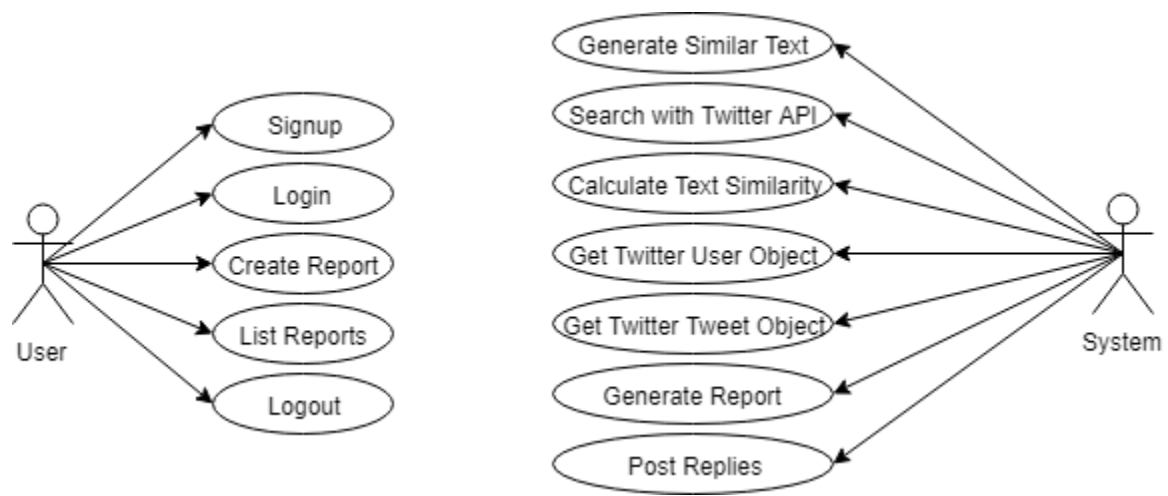 Signup
Login
Create Report
List Reports
Logout
User
Generate Similar Text
Search with Twitter API
Calculate Text Similarity
Get Twitter User Object
Get Twitter Tweet Object
Generate Report
Post Replies
System